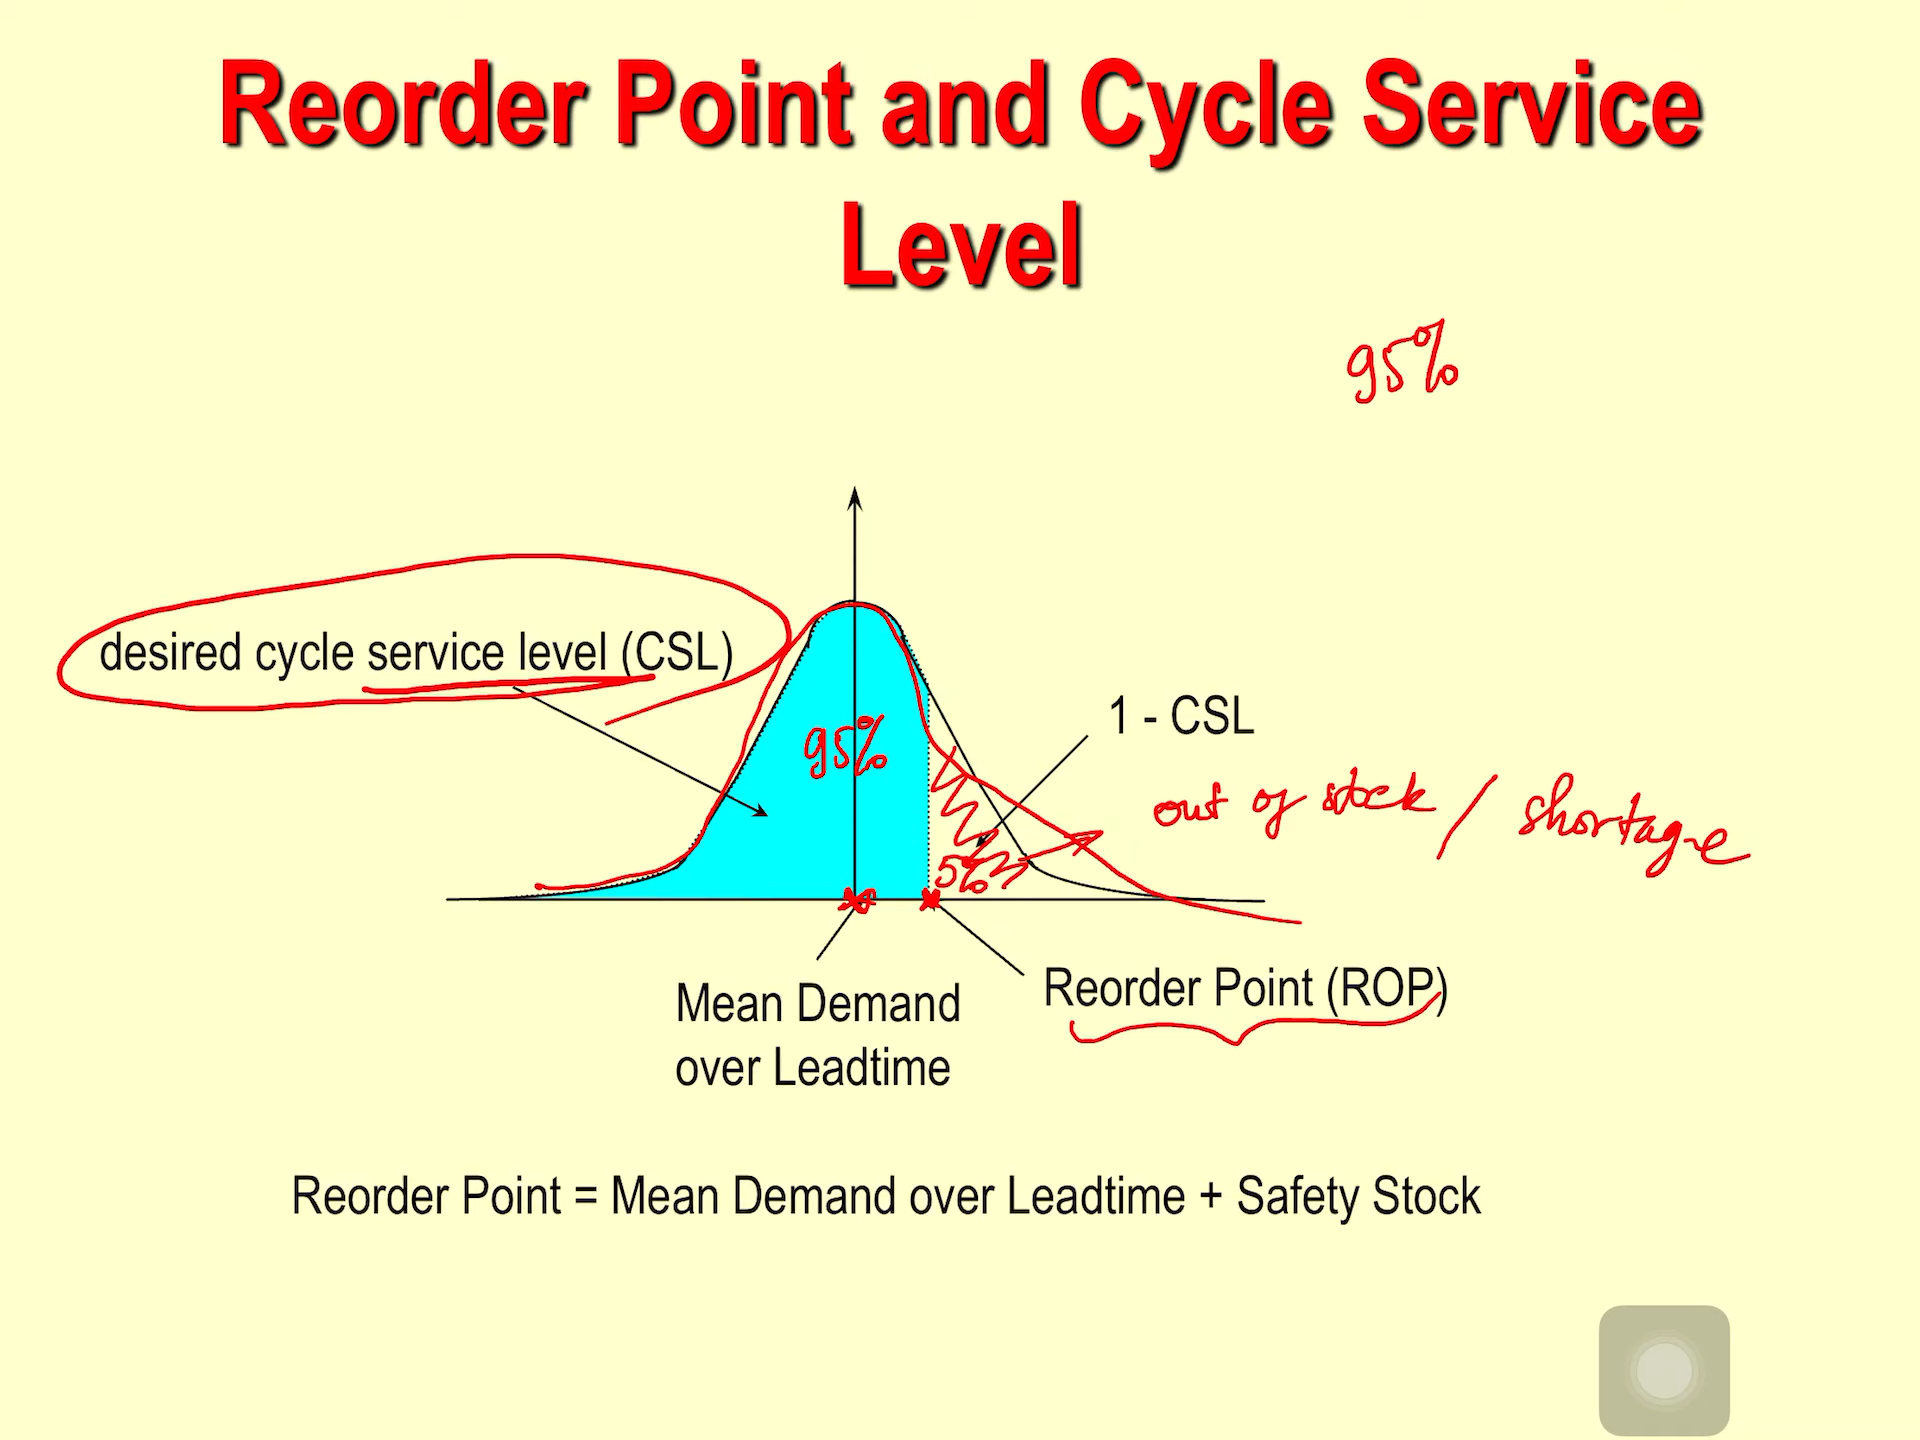 Reorder Point and Cycle Service
Level
95%
desired cycle service level (CSL)
95%
1 - CSL
out of stock / shortage
5%
Mean Demand
over Leadtime
Reorder Point (ROP)
Reorder Point = Mean Demand over Leadtime + Safety Stock